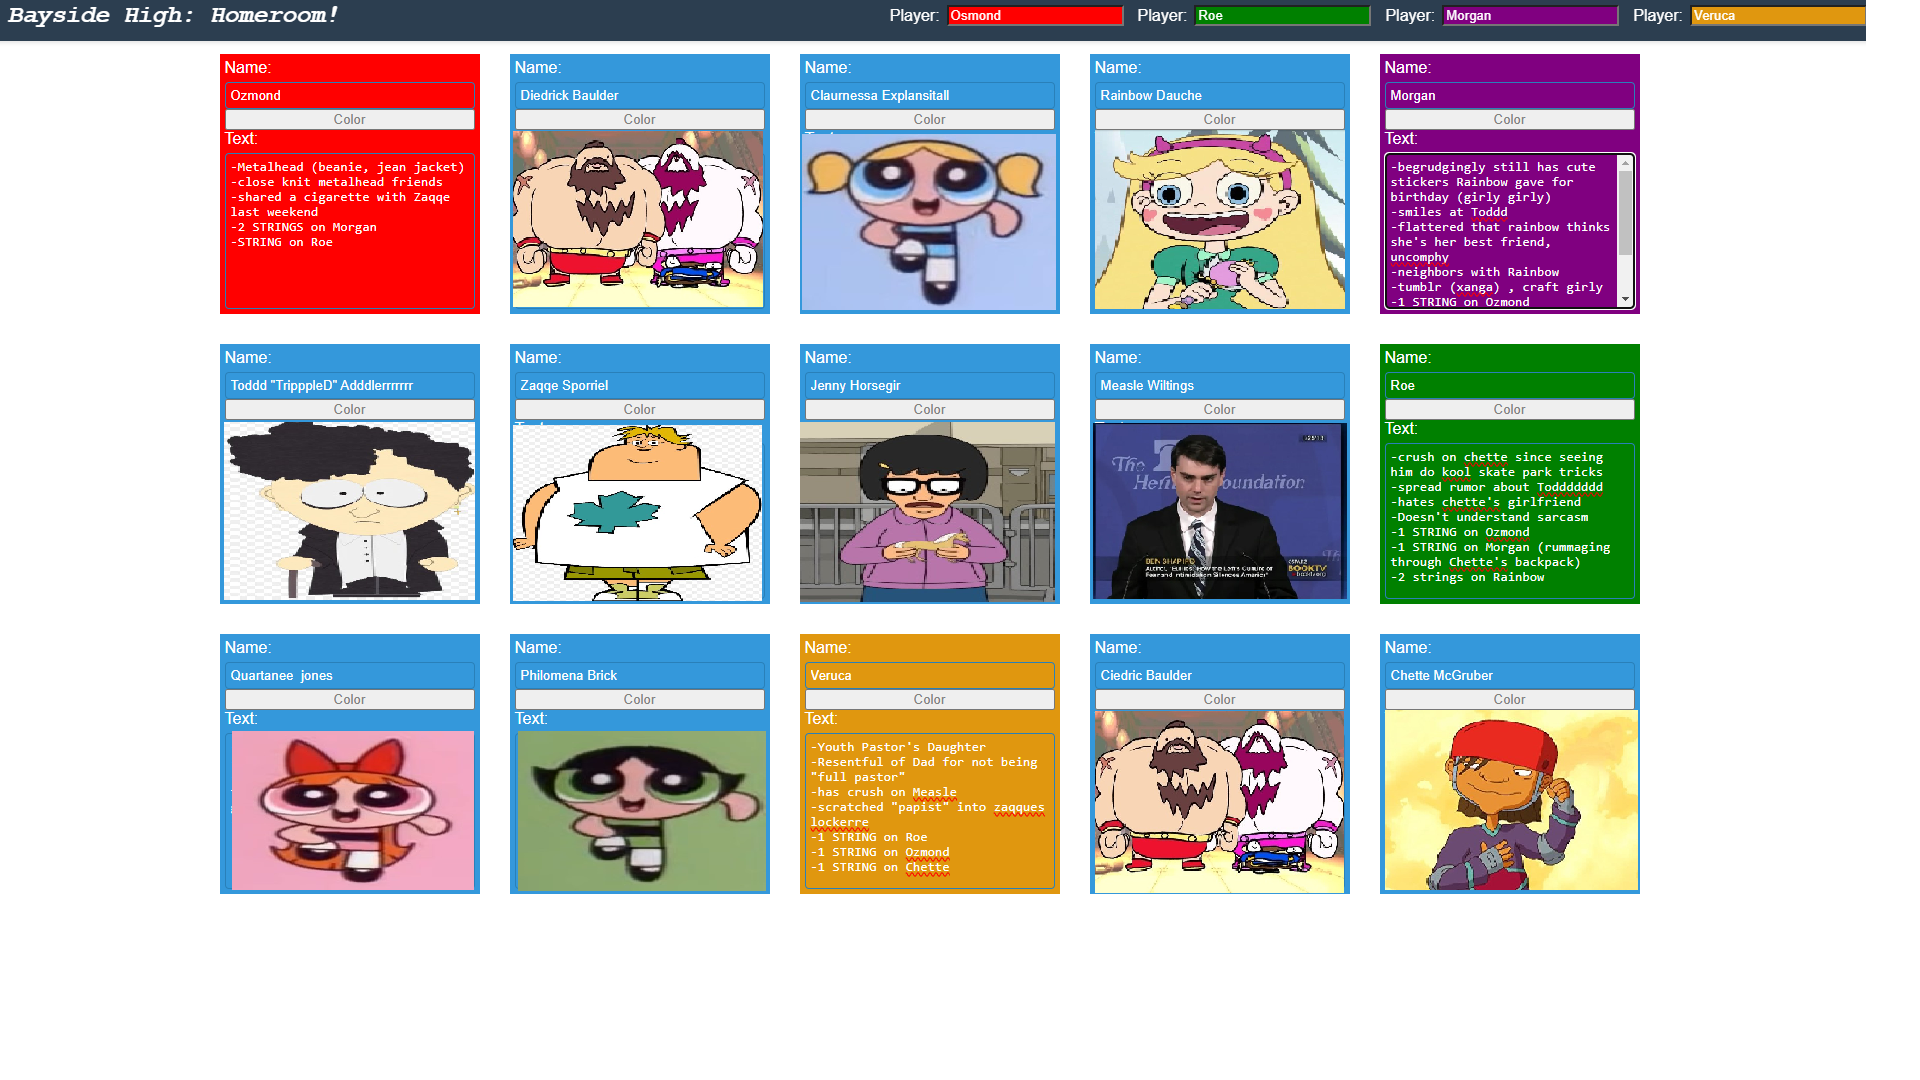 Bayside High: Homeroom!
Player: Osmond
Player: Roe
Player: Morgan
Player: Veruca
Name:
Ozmond
Color
Text:
-Metalhead (beanie, jean jacket)
-close knit metalhead friends
-shared a cigarette with Zaqqe
last weekend
-2 STRINGS on Morgan
-STRING on Roe
Name:
Diedrick Baulder
Color
Name:
Claurnessa Explansitall
Color
Name:
Rainbow Dauche
Color
Name:
Morgan
Color
Text:
-begrudgingly still has cute
stickers Rainbow gave for
birthday (girly girly)
-smiles at Toddd
-flattered that rainbow thinks
she's her best friend,
uncomphy
-neighbors with Rainbow
-tumblr (xanga) , craft girly
-1 STRING on Ozmond
Name:
Toddd "TripppleD" Adddlerrrrrrr
Color
Name:
Zaqqe Sporriel
Color
Name:
Jenny Horsegir
Color
Name:
Measle Wiltings
Color
The
Her oundation
BEN SHAPIRO
BOOKTV
Name:
Roe
Color
Text:
-crush on chette since seeing
him do kool skate park tricks
-spread rumor about Toddddddd
-hates chette's girlfriend
-Doesn't understand sarcasm
-1 STRING on Ozmond
-1 STRING on Morgan (rummaging
through Chette's backpack)
-2 strings on Rainbow
Name:
Quartanee  jones
Color
Text:
Name:
Philomena Brick
Color
Text:
Name:
Veruca
Color
Text:
-Youth Pastor's Daughter
-Resentful of Dad for not being
"full pastor"
-has crush on Measle
-scratched "papist" into zaqques
lockerre
-1 STRING on Roe
-1 STRING on Ozmond
-1 STRING on Chette
Name:
Ciedric Baulder
Color
Name:
Chette McGruber
Color